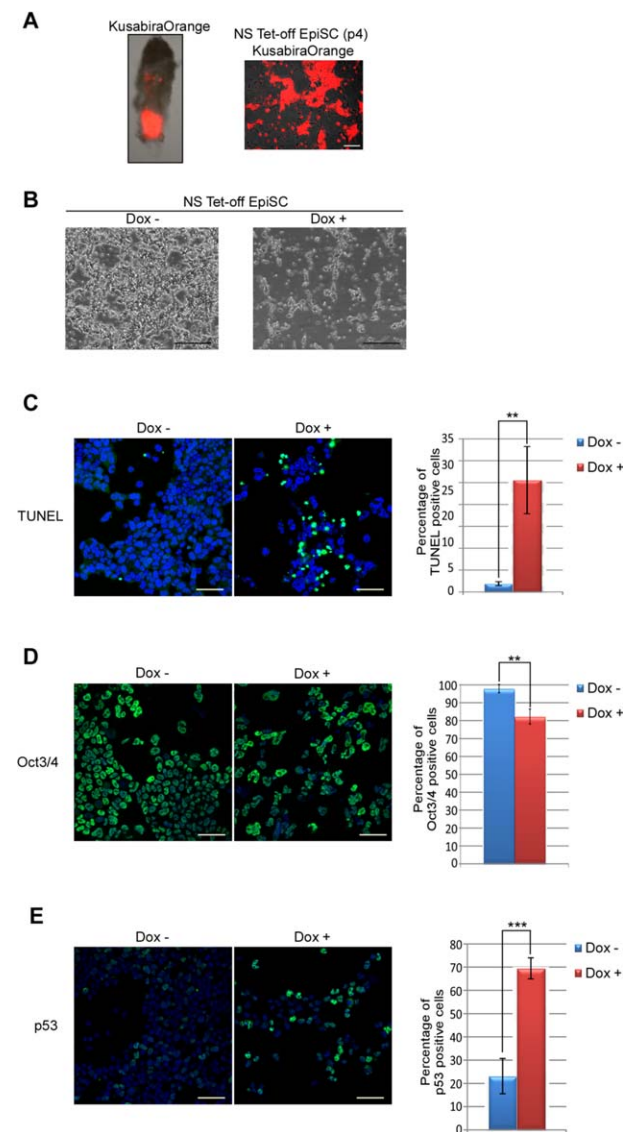 A
KusabiraOrange
NS Tet-off EpiSC (p4)
KusabiraOrange
B
NS Tet-off EpiSC
Dox - Dox +
C
Dox - Dox +
TUNEL
Percentage of
TUNEL positive cells
35
30
25
20
15
10
5
0
**
Dox -
Dox +
D
Dox - Dox +
Oct3/4
Percentage of
Oct3/4 positive cells
100
90
80
70
60
50
40
30
20
10
0
**
Dox -
Dox +
E
Dox - Dox +
p53
Percentage of
p53 positive cells
80
70
60
50
40
30
20
10
0
***
Dox -
Dox +